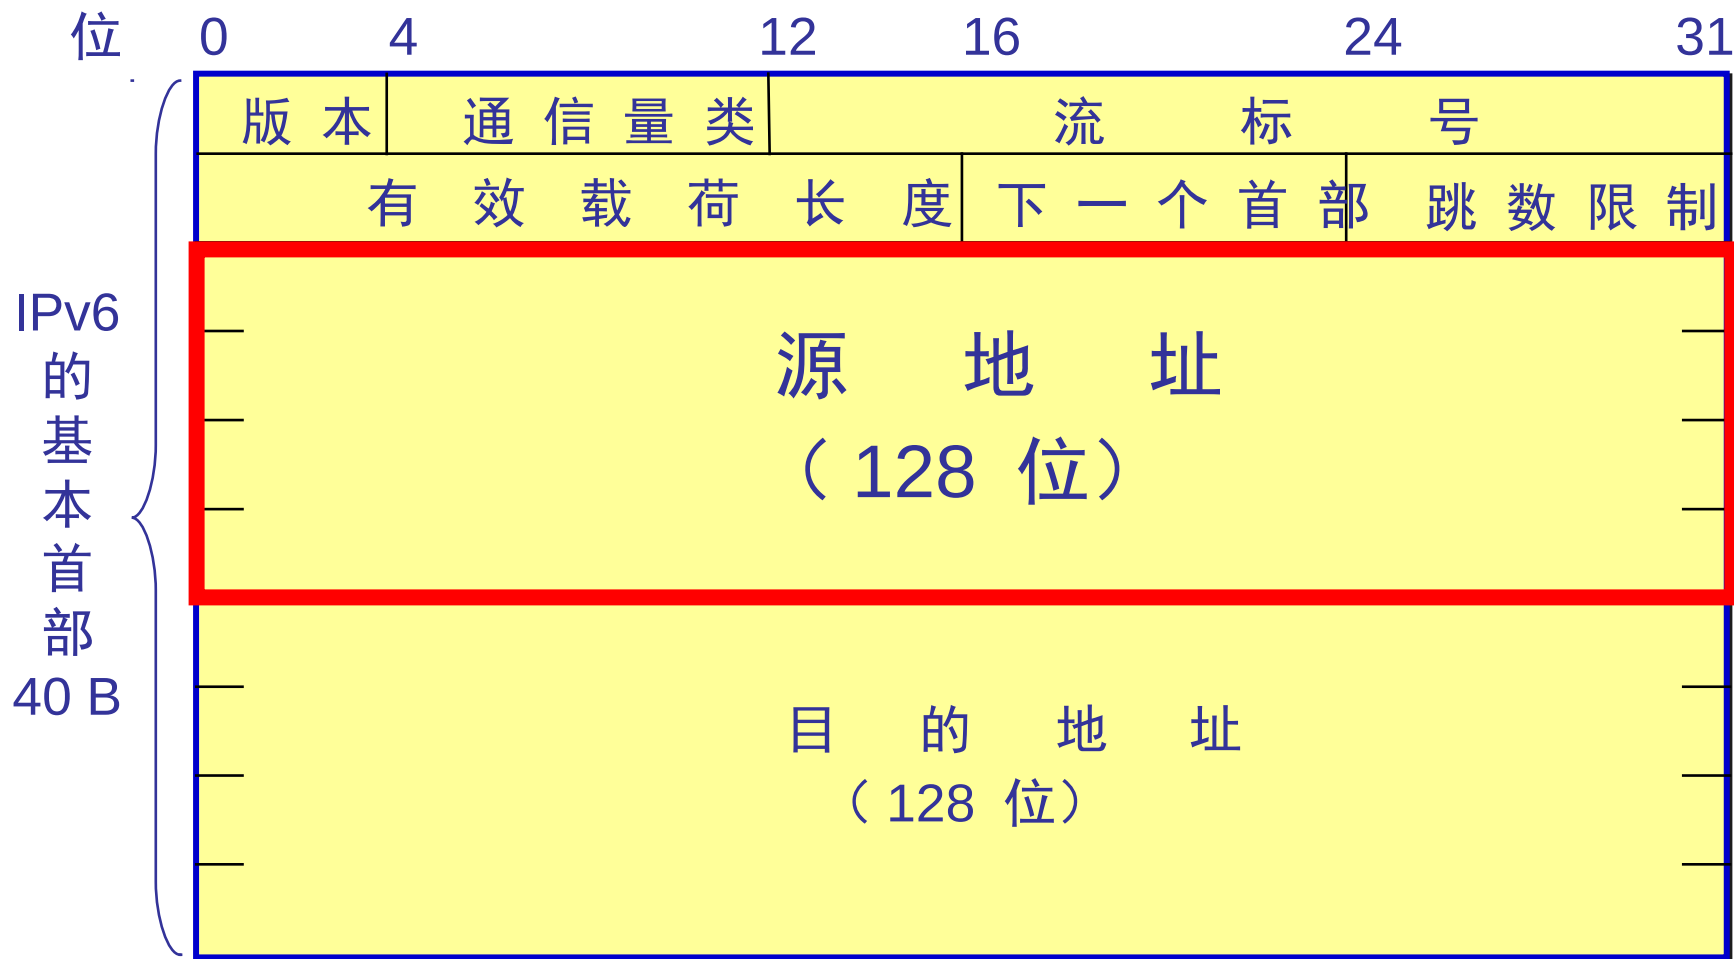 位 0 4 12 16 24 31
版本 通信量类 流标号
有效载荷长度 下一个首部 跳数限制
源地址
（128 位）
目的地址
（128 位）
IPv6
的
基
本
首
部
40 B